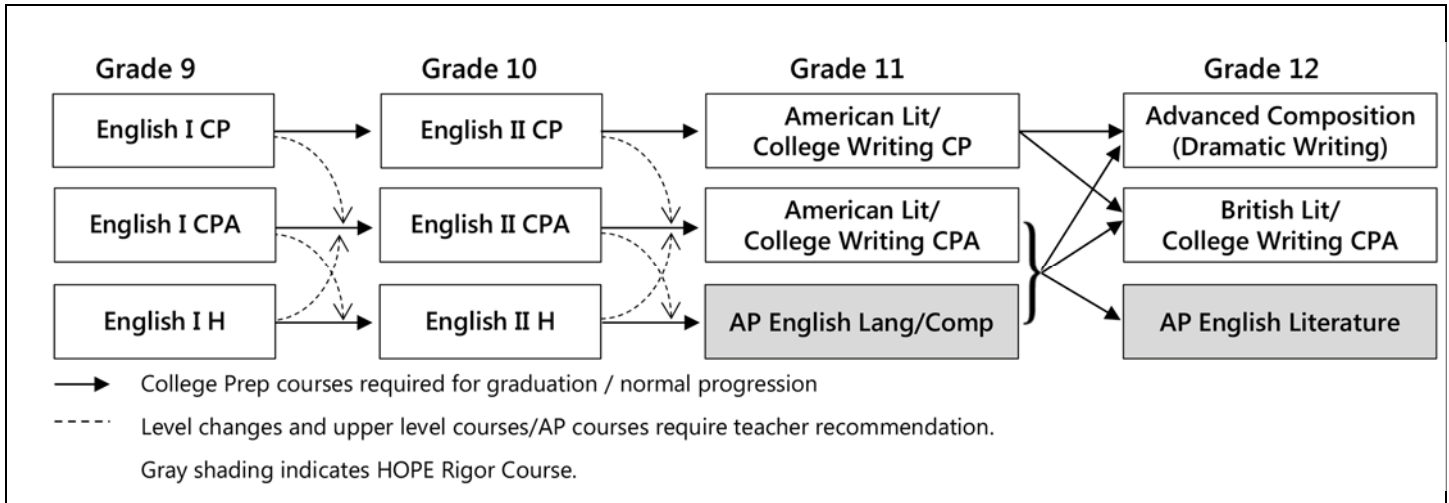 Grade 9
Grade 10
Grade 11
Grade 12
English I CP
English II CP
American Lit/
College Writing CP
Advanced Composition
(Dramatic Writing)
English I CPA
English II CPA
American Lit/
College Writing CPA
British Lit/
College Writing CPA
English I H
English II H
AP English Lang/Comp
AP English Literature
College Prep courses required for graduation / normal progression
Level changes and upper level courses/AP courses require teacher recommendation.
Gray shading indicates HOPE Rigor Course.